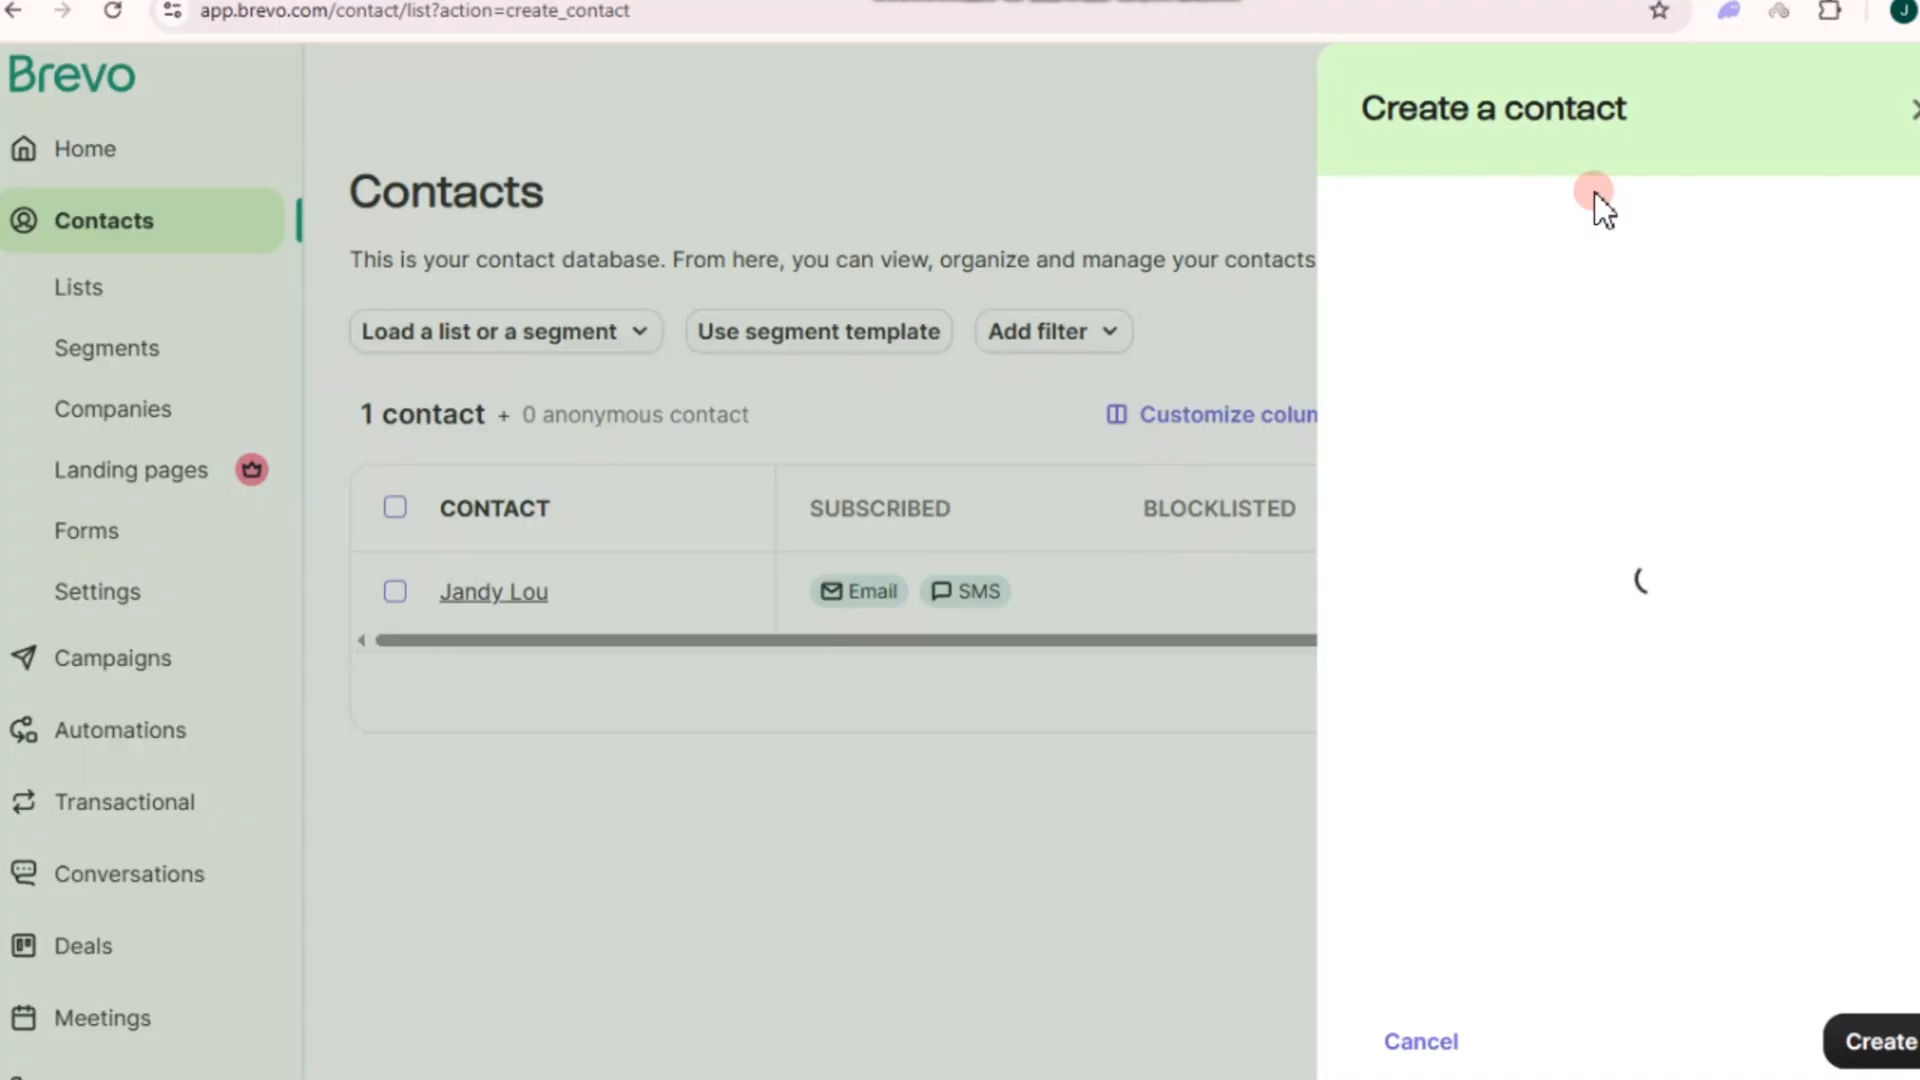 app.brevo.com/contact/list?action=create_contact
J
Brevo
Home
Contacts
Lists
Segments
Companies
Landing pages
Forms
Settings
Campaigns
Automations
Transactional
Conversations
Deals
Meetings
Contacts
This is your contact database. From here, you can view, organize and manage your contacts
Load a list or a segment
Use segment template
Add filter
1 contact + 0 anonymous contact
Customize colum
CONTACT
SUBSCRIBED
BLOCKLISTED
Jandy Lou
Email
SMS
Create a contact
Cancel
Create